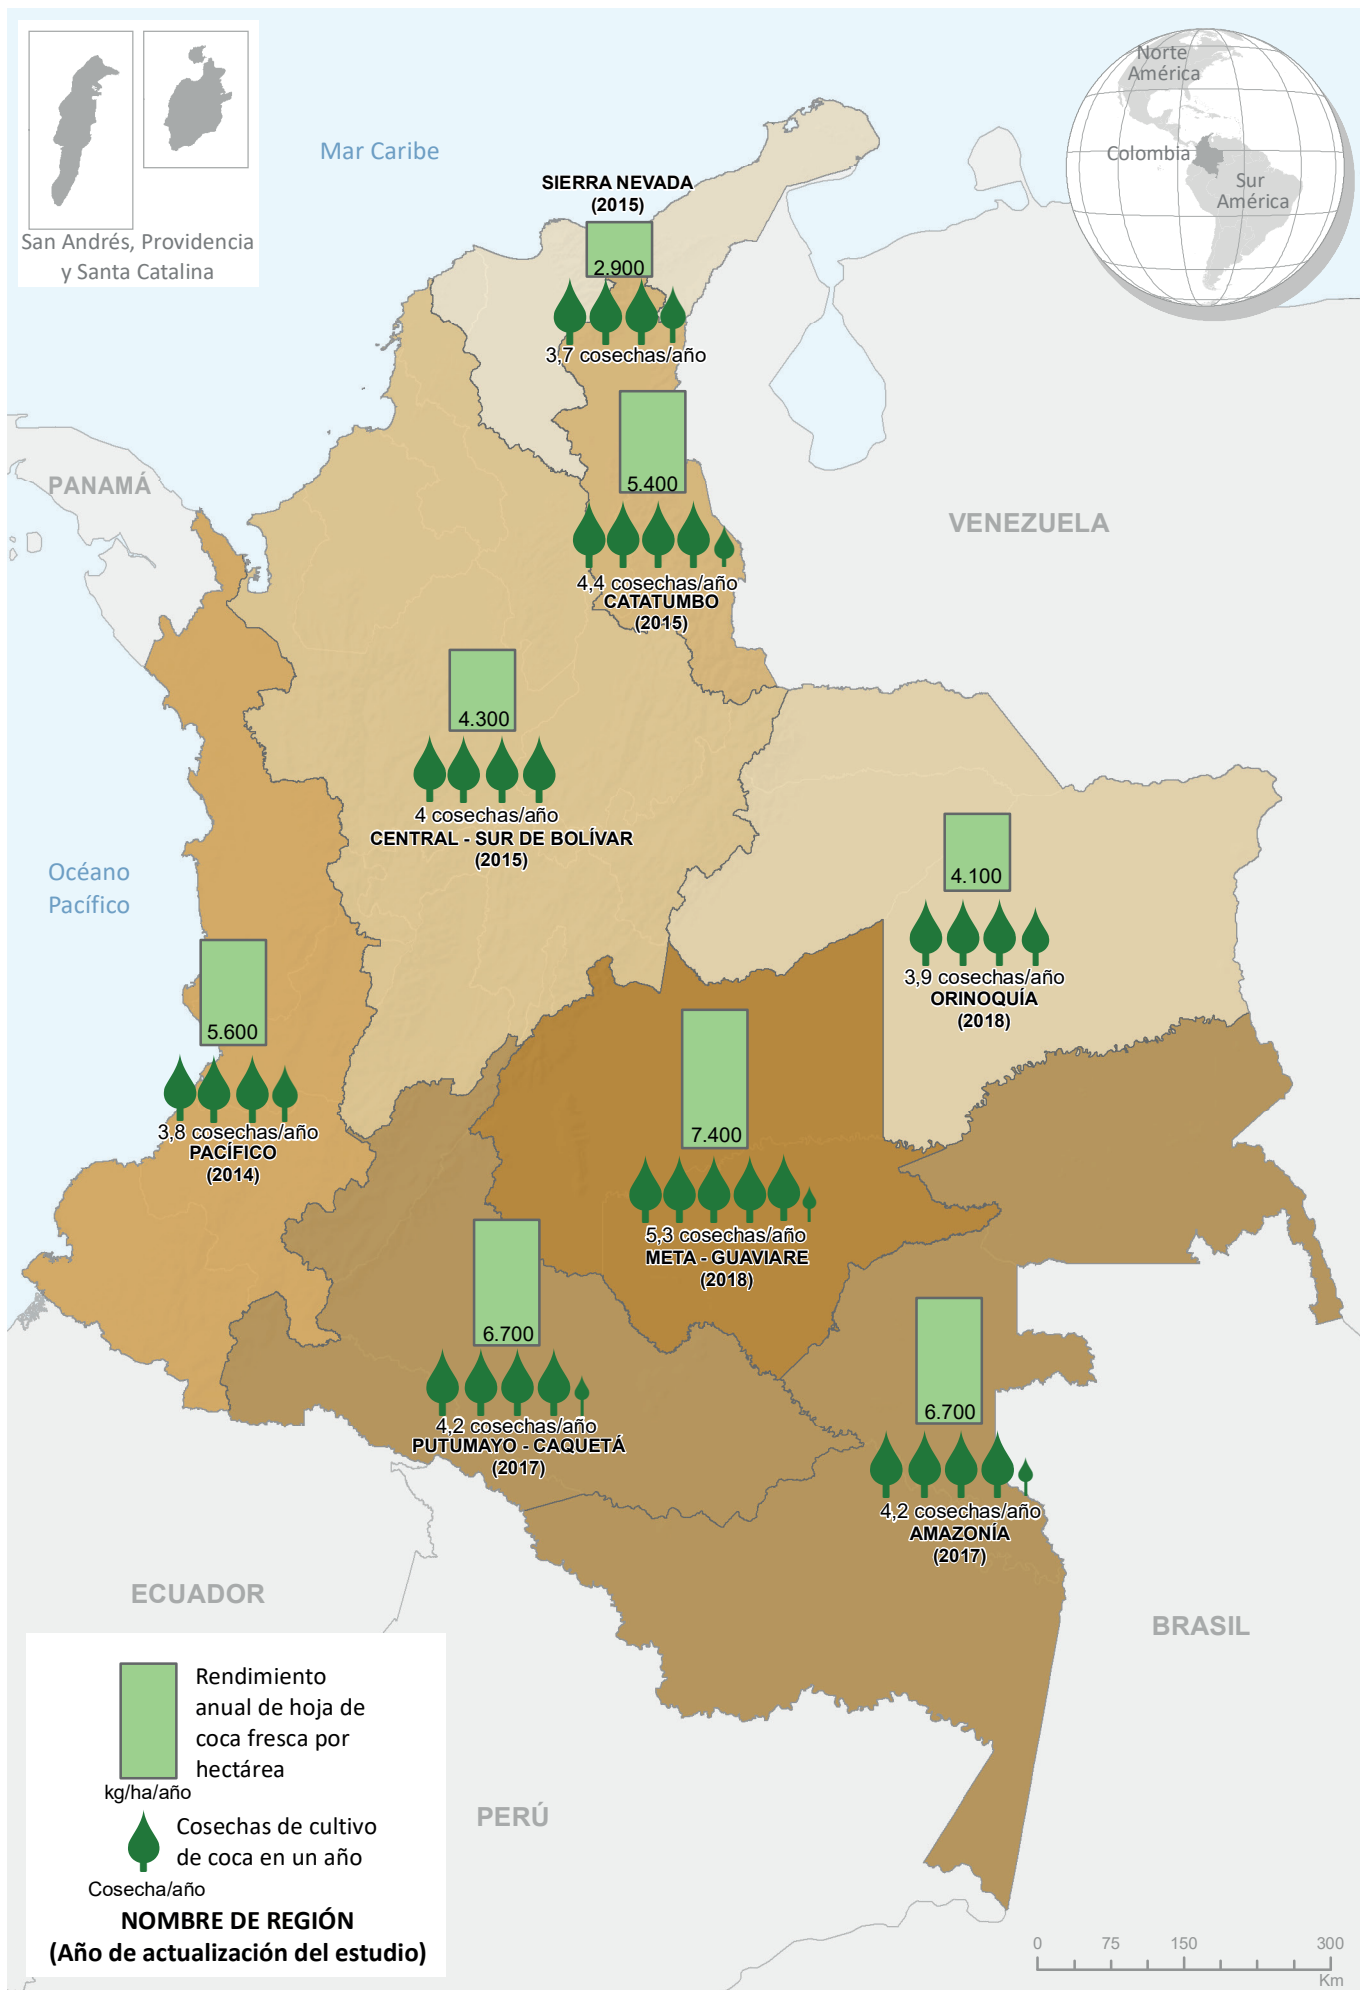 San Andrés, Providencia
y Santa Catalina
Mar Caribe
Norte
América
Colombia
Sur
América
SIERRA NEVADA
(2015)
2.900
3,7 cosechas/año
5.400
4,4 cosechas/año
CATATUMBO
(2015)
PANAMÁ
VENEZUELA
4.300
4 cosechas/año
CENTRAL - SUR DE BOLÍVAR
(2015)
Océano
Pacífico
4.100
3,9 cosechas/año
ORINOQUÍA
(2018)
5.600
3,8 cosechas/año
PACÍFICO
(2014)
7.400
5,3 cosechas/año
META - GUAVIARE
(2018)
6.700
4,2 cosechas/año
PUTUMAYO - CAQUETÁ
(2017)
6.700
4,2 cosechas/año
AMAZONÍA
(2017)
ECUADOR
BRASIL
PERÚ
Rendimiento
anual de hoja de
coca fresca por
hectárea
kg/ha/año
Cosechas de cultivo
de coca en un año
Cosecha/año
NOMBRE DE REGIÓN
(Año de actualización del estudio)
0 75 150 300
Km